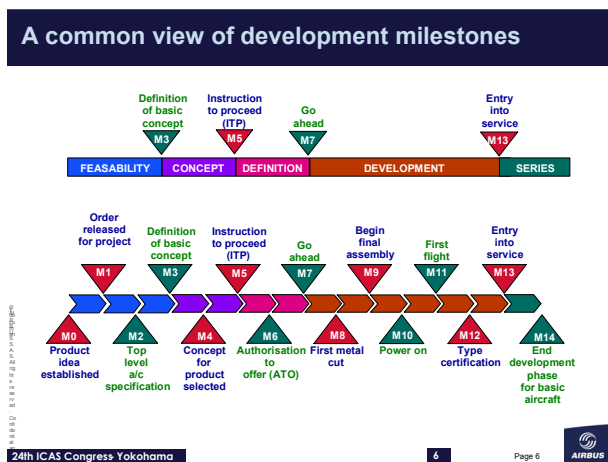 A common view of development milestones
Definition
of basic
concept
Instruction
to proceed
(ITP)
Go
ahead
Entry
into
service
M3
M5
M7
M13
FEASABILITY
CONCEPT
DEFINITION
DEVELOPMENT
SERIES
Order
released
for project
Definition
of basic
concept
Instruction
to proceed
(ITP)
Go
ahead
Begin
final
assembly
First
flight
Entry
into
service
M1
M3
M5
M7
M9
M11
M13
M0
M2
M4
M6
M8
M10
M12
M14
Product
idea
established
Top
level
a/c
specification
Concept
for
product
selected
Authorisation
to
offer (ATO)
First metal
cut
Power on
Type
certification
End
development
phase
for basic
aircraft
24th ICAS Congress Yokohama
6
Page 6
AIRBUS